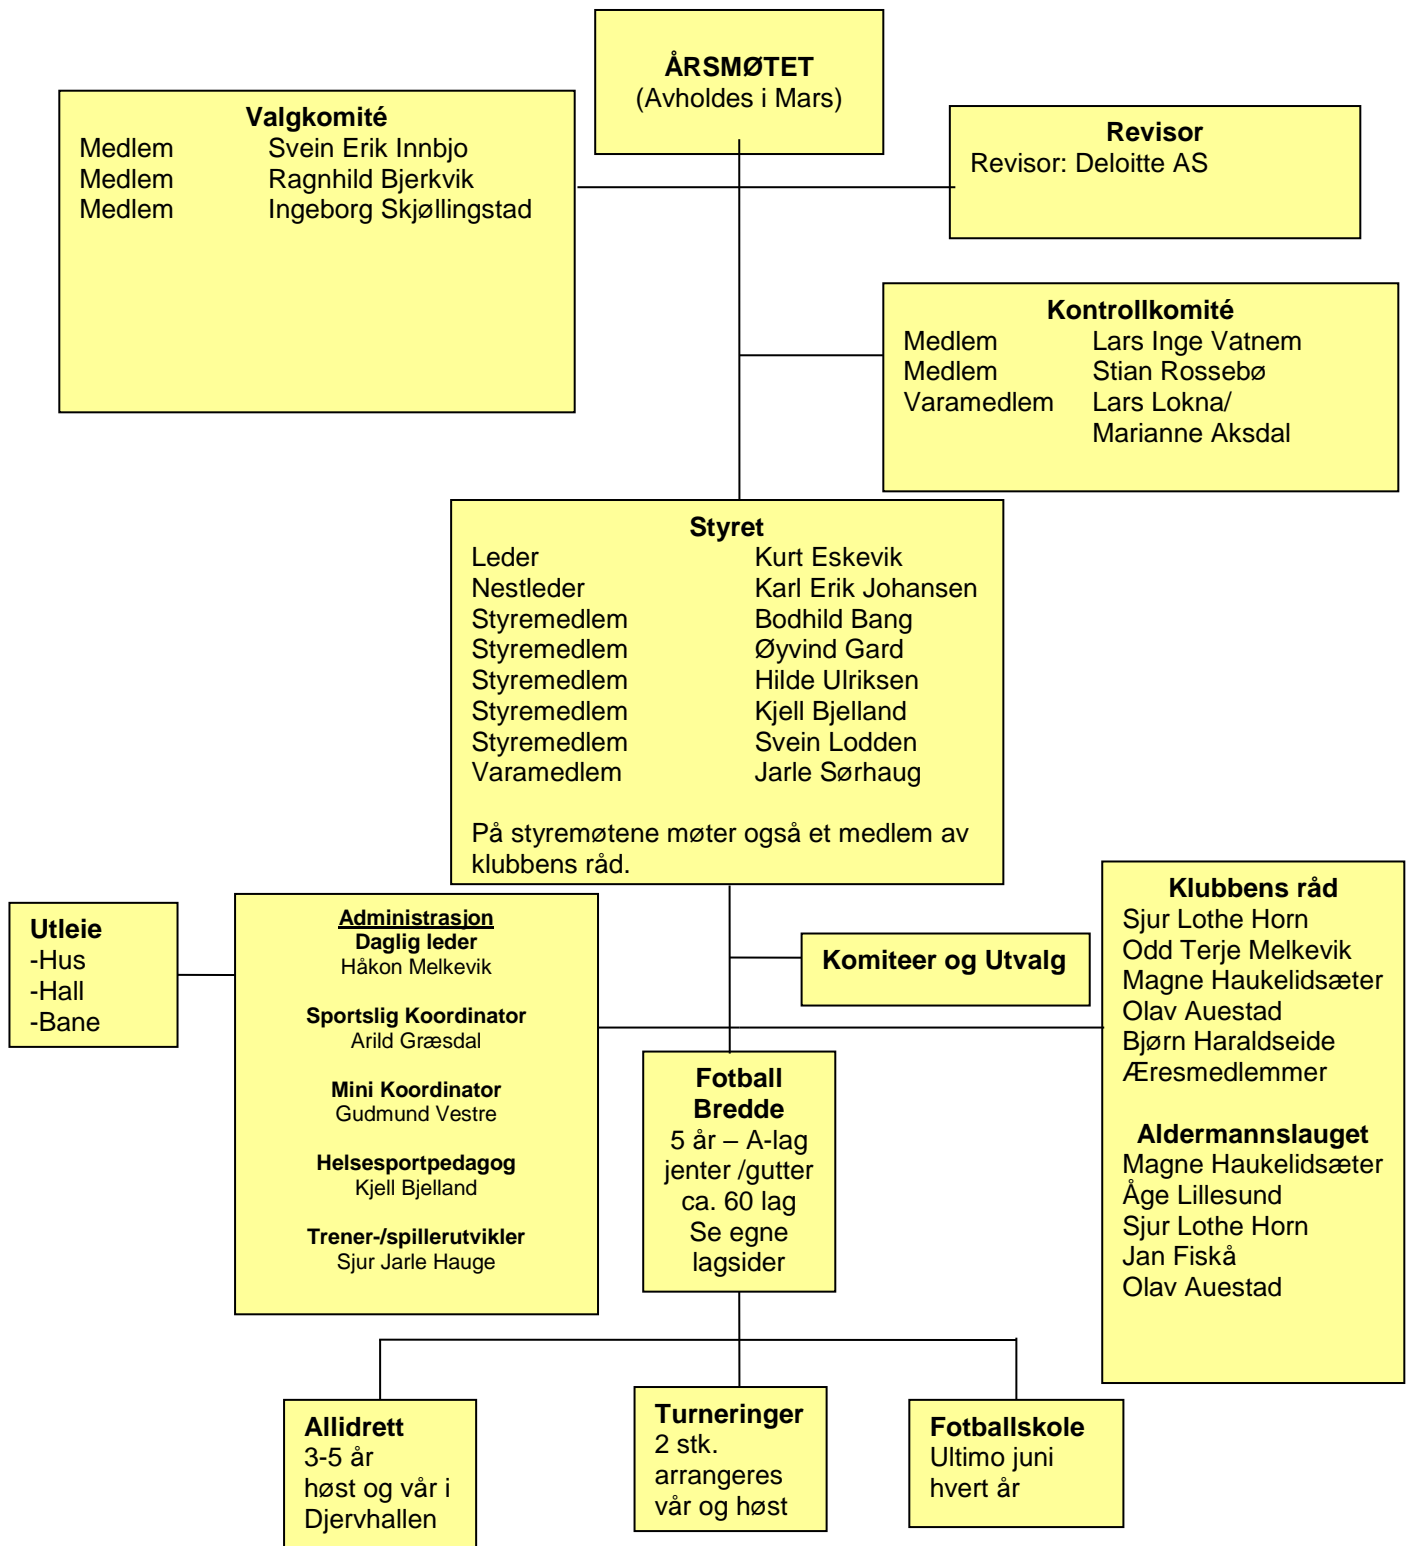 ÅRSMØTET
(Avholdes i Mars)
Valgkomité
Medlem Svein Erik Innbjo
Medlem Ragnhild Bjerkvik
Medlem Ingeborg Skjøllingstad
Revisor
Revisor: Deloitte AS
Kontrollkomité
Medlem Lars Inge Vatnem
Medlem Stian Rossebø
Varamedlem Lars Lokna/
Marianne Aksdal
Styret
Leder Kurt Eskevik
Nestleder Karl Erik Johansen
Styremedlem Bodhild Bang
Styremedlem Øyvind Gard
Styremedlem Hilde Ulriksen
Styremedlem Kjell Bjelland
Styremedlem Svein Lodden
Varamedlem Jarle Sørhaug
På styremøtene møter også et medlem av
klubbens råd.
Utleie
-Hus
-Hall
-Bane
Administrasjon
Daglig leder
Håkon Melkevik
Sportslig Koordinator
Arild Græsdal
Mini Koordinator
Gudmund Vestre
Helsesportpedagog
Kjell Bjelland
Trener-/spillerutvikler
Sjur Jarle Hauge
Komiteer og Utvalg
Klubbens råd
Sjur Lothe Horn
Odd Terje Melkevik
Magne Haukelidsæter
Olav Auestad
Bjørn Haraldseide
Æresmedlemmer
Aldermannslauget
Magne Haukelidsæter
Åge Lillesund
Sjur Lothe Horn
Jan Fiskå
Olav Auestad
Fotball
Bredde
5 år – A-lag
jenter /gutter
ca. 60 lag
Se egne
lagsider
Allidrett
3-5 år
høst og vår i
Djervhallen
Turneringer
2 stk.
arrangeres
vår og høst
Fotballskole
Ultimo juni
hvert år